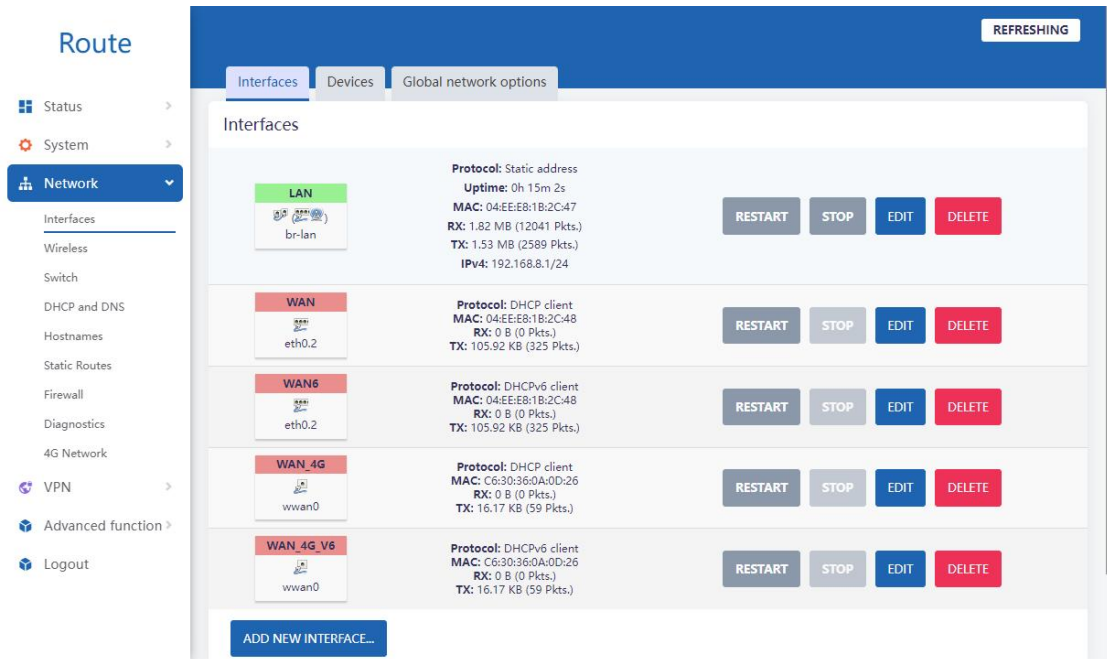 Route
REFRESHING
Interfaces Devices Global network options
Status
System
Network
Interfaces
Wireless
Switch
DHCP and DNS
Hostnames
Static Routes
Firewall
Diagnostics
4G Network
VPN
Advanced function
Logout
Interfaces
LAN
br-lan
Protocol: Static address
Uptime: 0h 15m 2s
MAC: 04:EE:E8:1B:2C:47
RX: 1.82 MB (12041 Pkts.)
TX: 1.53 MB (2589 Pkts.)
IPv4: 192.168.8.1/24
RESTART STOP EDIT DELETE
WAN
eth0.2
Protocol: DHCP client
MAC: 04:EE:E8:1B:2C:48
RX: 0 B (0 Pkts.)
TX: 105.92 KB (325 Pkts.)
RESTART STOP EDIT DELETE
WAN6
eth0.2
Protocol: DHCPv6 client
MAC: 04:EE:E8:1B:2C:48
RX: 0 B (0 Pkts.)
TX: 105.92 KB (325 Pkts.)
RESTART STOP EDIT DELETE
WAN_4G
wwan0
Protocol: DHCP client
MAC: C6:30:36:0A:0D:26
RX: 0 B (0 Pkts.)
TX: 16.17 KB (59 Pkts.)
RESTART STOP EDIT DELETE
WAN_4G_V6
wwan0
Protocol: DHCPv6 client
MAC: C6:30:36:0A:0D:26
RX: 0 B (0 Pkts.)
TX: 16.17 KB (59 Pkts.)
RESTART STOP EDIT DELETE
ADD NEW INTERFACE...